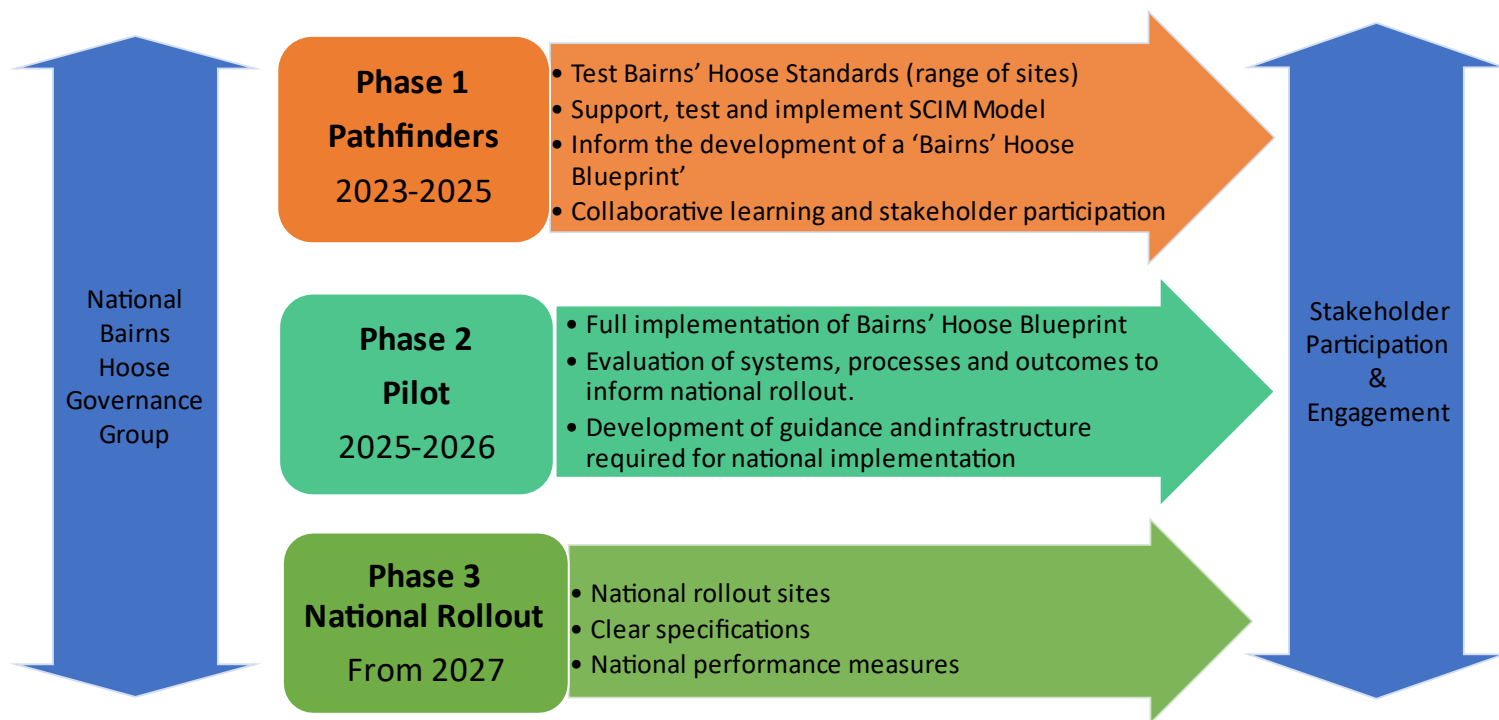 National
Bairns
Hoose
Governance
Group
Phase 1
Pathfinders
2023-2025
• Test Bairns’ Hoose Standards (range of sites)
• Support, test and implement SCIM Model
• Inform the development of a ‘Bairns’ Hoose
Blueprint’
• Collaborative learning and stakeholder participation
Phase 2
Pilot
2025-2026
• Full implementation of Bairns’ Hoose Blueprint
• Evaluation of systems, processes and outcomes to
inform national rollout.
• Development of guidance andinfrastructure
required for national implementation
Phase 3
National Rollout
From 2027
• National rollout sites
• Clear specifications
• National performance measures
Stakeholder
Participation
&
Engagement